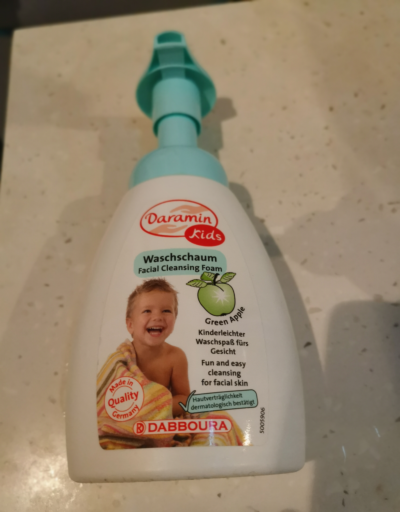 Daramin
Kids
Waschschaum
Facial Cleansing Foam
Green Apple
Kinderleichter
Waschspaß fürs
Gesicht
Fun and easy
cleansing
for facial skin
Made in
Quality
Germany
Hautverträglichkeit
dermatologisch bestätigt
DABBOURA
5005906